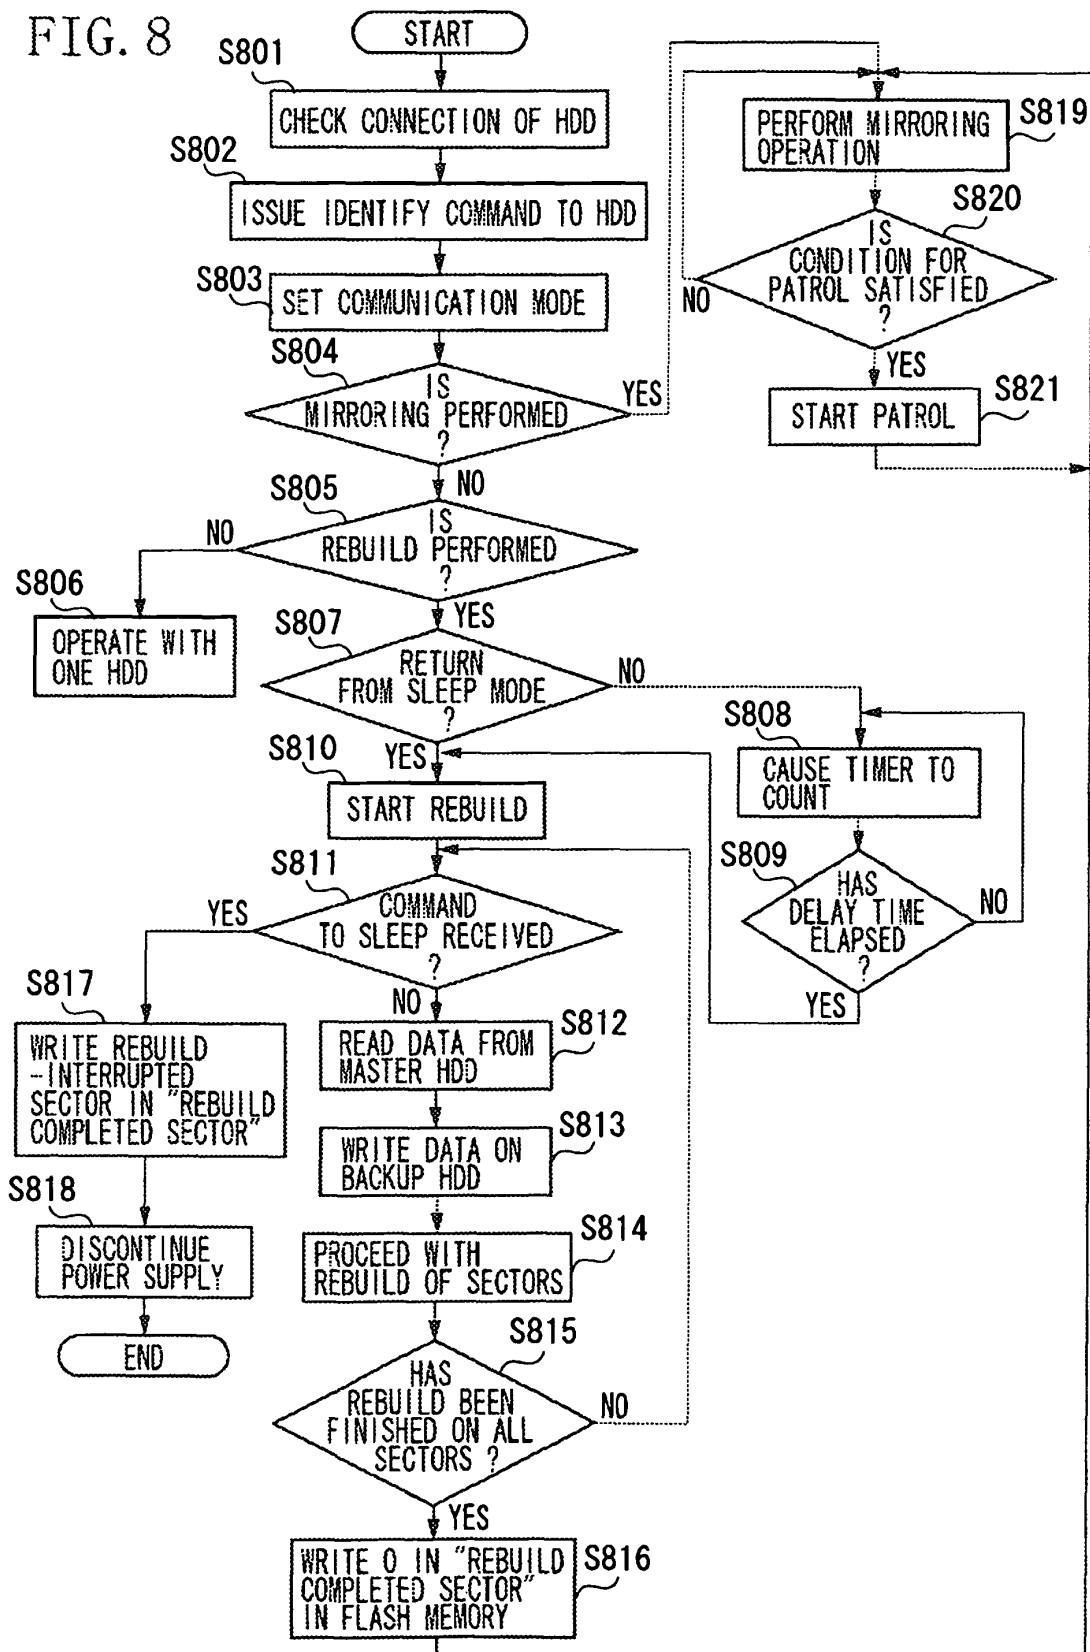 FIG. 8
START
S801
CHECK CONNECTION OF HDD
S802
ISSUE IDENTIFY COMMAND TO HDD
S803
SET COMMUNICATION MODE
S804
IS
MIRRORING PERFORMED
?
YES
NO
S805
IS
REBUILD PERFORMED
?
NO
YES
S806
OPERATE WITH
ONE HDD
S807
RETURN
FROM SLEEP MODE
?
NO
YES
S808
CAUSE TIMER TO
COUNT
S809
HAS
DELAY TIME
ELAPSED
?
NO
YES
S810
START REBUILD
S811
COMMAND
TO SLEEP RECEIVED
?
YES
NO
S812
READ DATA FROM
MASTER HDD
S813
WRITE DATA ON
BACKUP HDD
S814
PROCEED WITH
REBUILD OF SECTORS
S815
HAS
REBUILD BEEN
FINISHED ON ALL
SECTORS ?
NO
YES
S816
WRITE 0 IN "REBUILD
COMPLETED SECTOR"
IN FLASH MEMORY
S817
WRITE REBUILD
-INTERRUPTED
SECTOR IN "REBUILD
COMPLETED SECTOR"
S818
DISCONTINUE
POWER SUPPLY
END
S819
PERFORM MIRRORING
OPERATION
S820
IS
CONDITION FOR
PATROL SATISFIED
?
NO
YES
S821
START PATROL